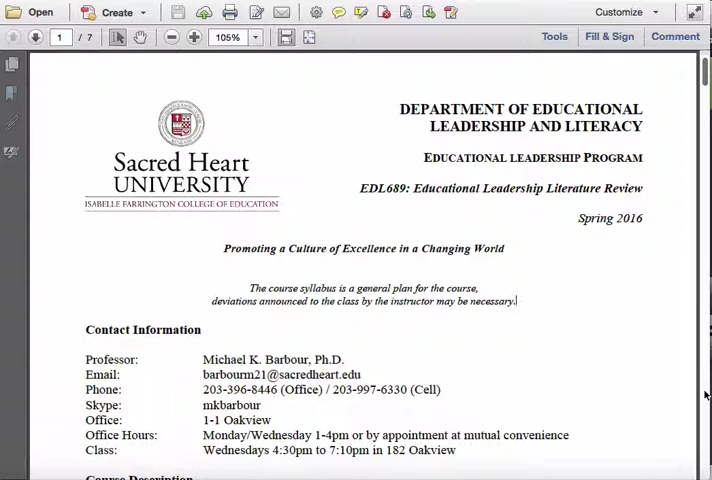 Open
Create
Customize
1 / 7
105%
Tools
Fill & Sign
Comment
Sacred Heart
UNIVERSITY
ISABELLE FARRINGTON COLLEGE OF EDUCATION
DEPARTMENT OF EDUCATIONAL
LEADERSHIP AND LITERACY
EDUCATIONAL LEADERSHIP PROGRAM
EDL689: Educational Leadership Literature Review
Spring 2016
Promoting a Culture of Excellence in a Changing World
The course syllabus is a general plan for the course,
deviations announced to the class by the instructor may be necessary.
Contact Information
Professor: Michael K. Barbour, Ph.D.
Email: barbourm21@sacredheart.edu
Phone: 203-396-8446 (Office) / 203-997-6330 (Cell)
Skype: mkbarbour
Office: 1-1 Oakview
Office Hours: Monday/Wednesday 1-4pm or by appointment at mutual convenience
Class: Wednesdays 4:30pm to 7:10pm in 182 Oakview
Course Description